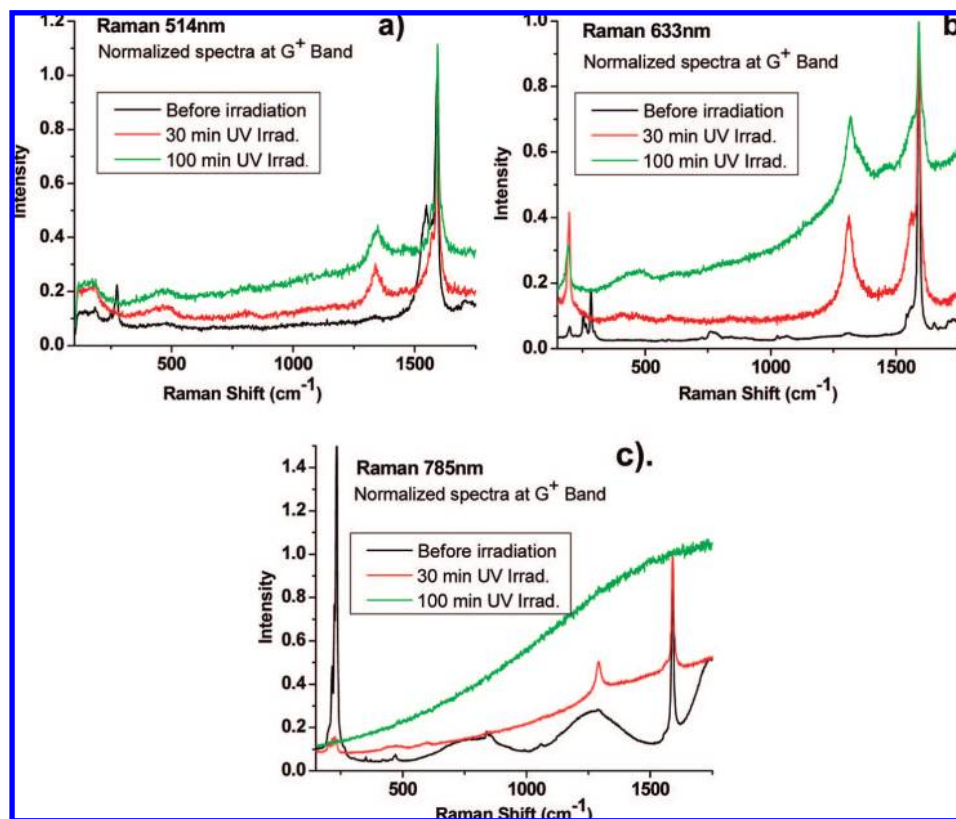 1.2
1.0
0.8
0.6
0.4
0.2
0.0
Intensity
Raman 514nm
a)
Normalized spectra at G+ Band
Before irradiation
30 min UV Irrad.
100 min UV Irrad.
500
1000
1500
Raman Shift (cm-1)
1.0
0.8
0.6
0.4
0.2
0.0
Intensity
Raman 633nm
b
Normalized spectra at G+ Band
Before irradiation
30 min UV Irrad.
100 min UV Irrad.
500
1000
1500
Raman Shift (cm-1)
1.4
1.2
1.0
0.8
0.6
0.4
0.2
0.0
Intensity
Raman 785nm
c).
Normalized spectra at G+ Band
Before irradiation
30 min UV Irrad.
100 min UV Irrad.
500
1000
1500
Raman Shift (cm-1)